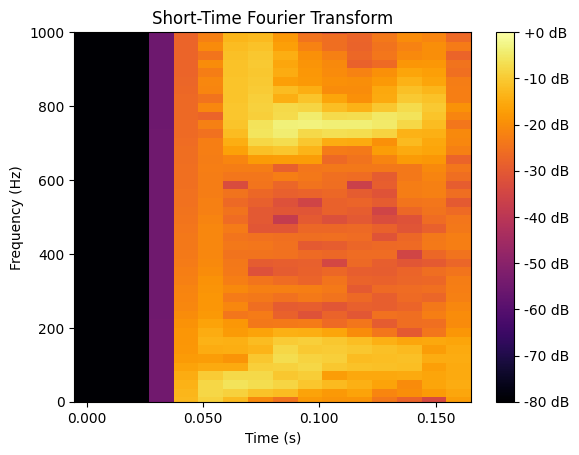 Short-Time Fourier Transform
1000
800
600
400
200
0
Frequency (Hz)
0.000
0.050
0.100
0.150
Time (s)
+0 dB
-10 dB
-20 dB
-30 dB
-40 dB
-50 dB
-60 dB
-70 dB
-80 dB